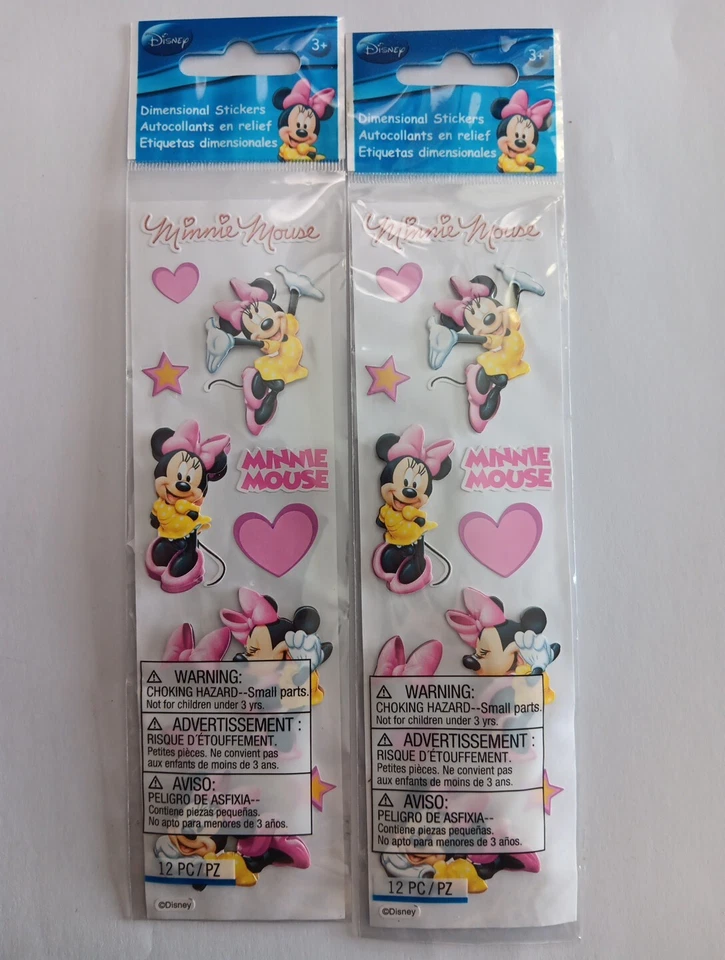 Disney
3+
Dimensional Stickers
Autocollants en relief
Etiquetas dimensionales
Minnie Mouse
MINNIE
MOUSE
WARNING:
CHOKING HAZARD--Small parts.
Not for children under 3 yrs.
ADVERTISSEMENT :
RISQUE D'ÉTOUFFEMENT.
Petites pièces. Ne convient pas
aux enfants de moins de 3 ans.
AVISO:
PELIGRO DE ASFIXIA--
Contiene piezas pequeñas.
No apto para menores de 3 años.
12 PC/PZ
©Disney
Disney
3+
Dimensional Stickers
Autocollants en relief
Etiquetas dimensionales
Minnie Mouse
MINNIE
MOUSE
WARNING:
CHOKING HAZARD--Small parts.
Not for children under 3 yrs.
ADVERTISSEMENT :
RISQUE D'ÉTOUFFEMENT.
Petites pièces. Ne convient pas
aux enfants de moins de 3 ans.
AVISO:
PELIGRO DE ASFIXIA--
Contiene piezas pequeñas.
No apto para menores de 3 años.
12 PC/PZ
©Disney